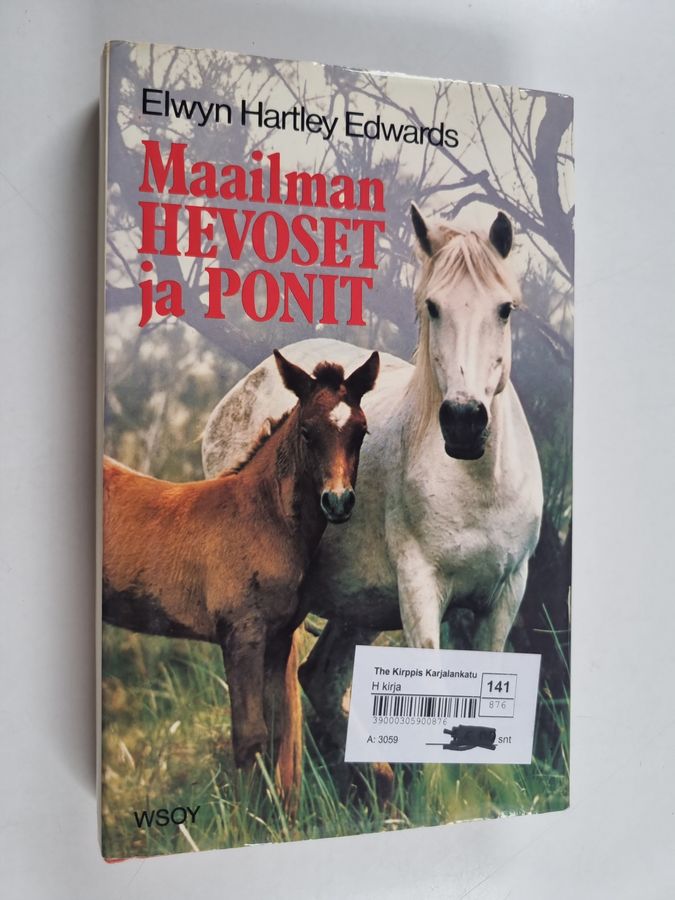 Elwyn Hartley Edwards
Maailman
HEVOSET
ja PONIT
The Kirppis Karjalankatu
H kirja
141
876
39000305900876
A: 3059
snt
WSOY